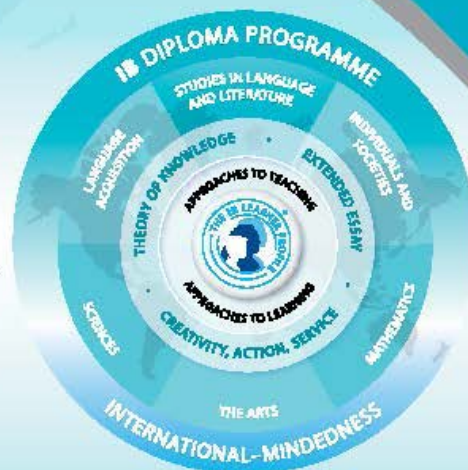 IB DIPLOMA PROGRAMME
STUDIES IN LANGUAGE
AND LITERATURE
LANGUAGE
ACQUISITION
INDIVIDUALS AND
SOCIETIES
THEORY OF KNOWLEDGE
EXTENDED ESSAY
APPROACHES TO TEACHING
THE IB LEARNER PROFILE
APPROACHES TO LEARNING
CREATIVITY, ACTION, SERVICE
SCIENCES
MATHEMATICS
THE ARTS
INTERNATIONAL-MINDEDNESS